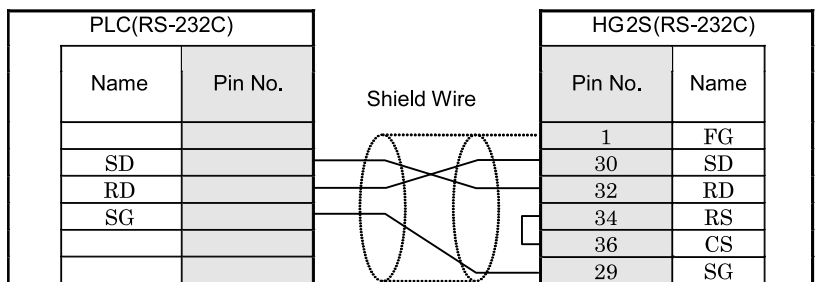 PLC(RS-232C) HG2S(RS-232C)
Name Pin No. Shield Wire Pin No. Name
1 FG
SD 30 SD
RD 32 RD
SG 34 RS
36 CS
29 SG